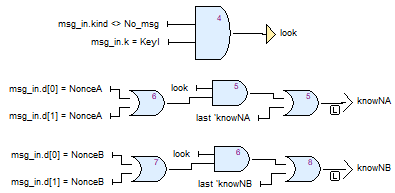 msg_in.kind <> No_msg
4
look
msg_in.k = KeyI
msg_in.d[0] = NonceA
look
5
6
5
knowNA
msg_in.d[1] = NonceA
last 'knowNA
L
msg_in.d[0] = NonceB
look
6
7
8
knowNB
msg_in.d[1] = NonceB
last 'knowNB
L